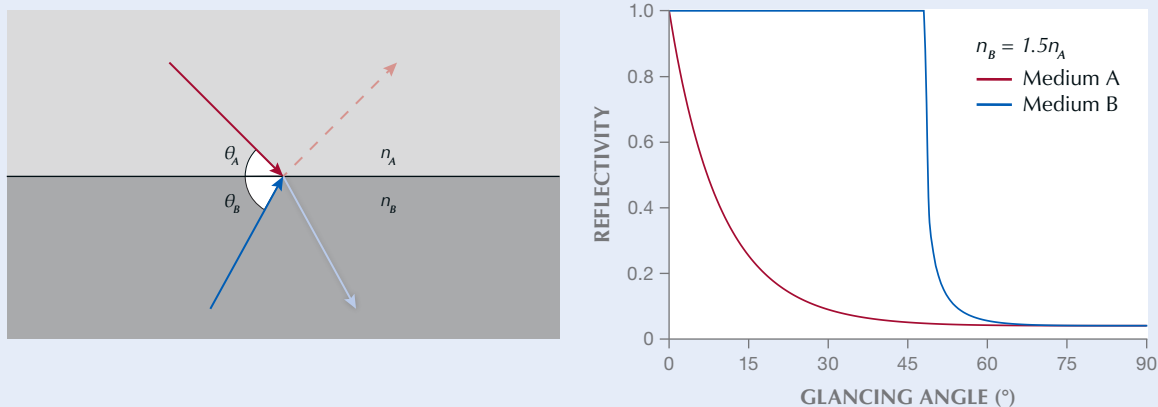 θA
nA
θB
nB
REFLECTIVITY
1.0
0.8
0.6
0.4
0.2
0
nB = 1.5nA
Medium A
Medium B
0 15 30 45 60 75 90
GLANCING ANGLE (°)